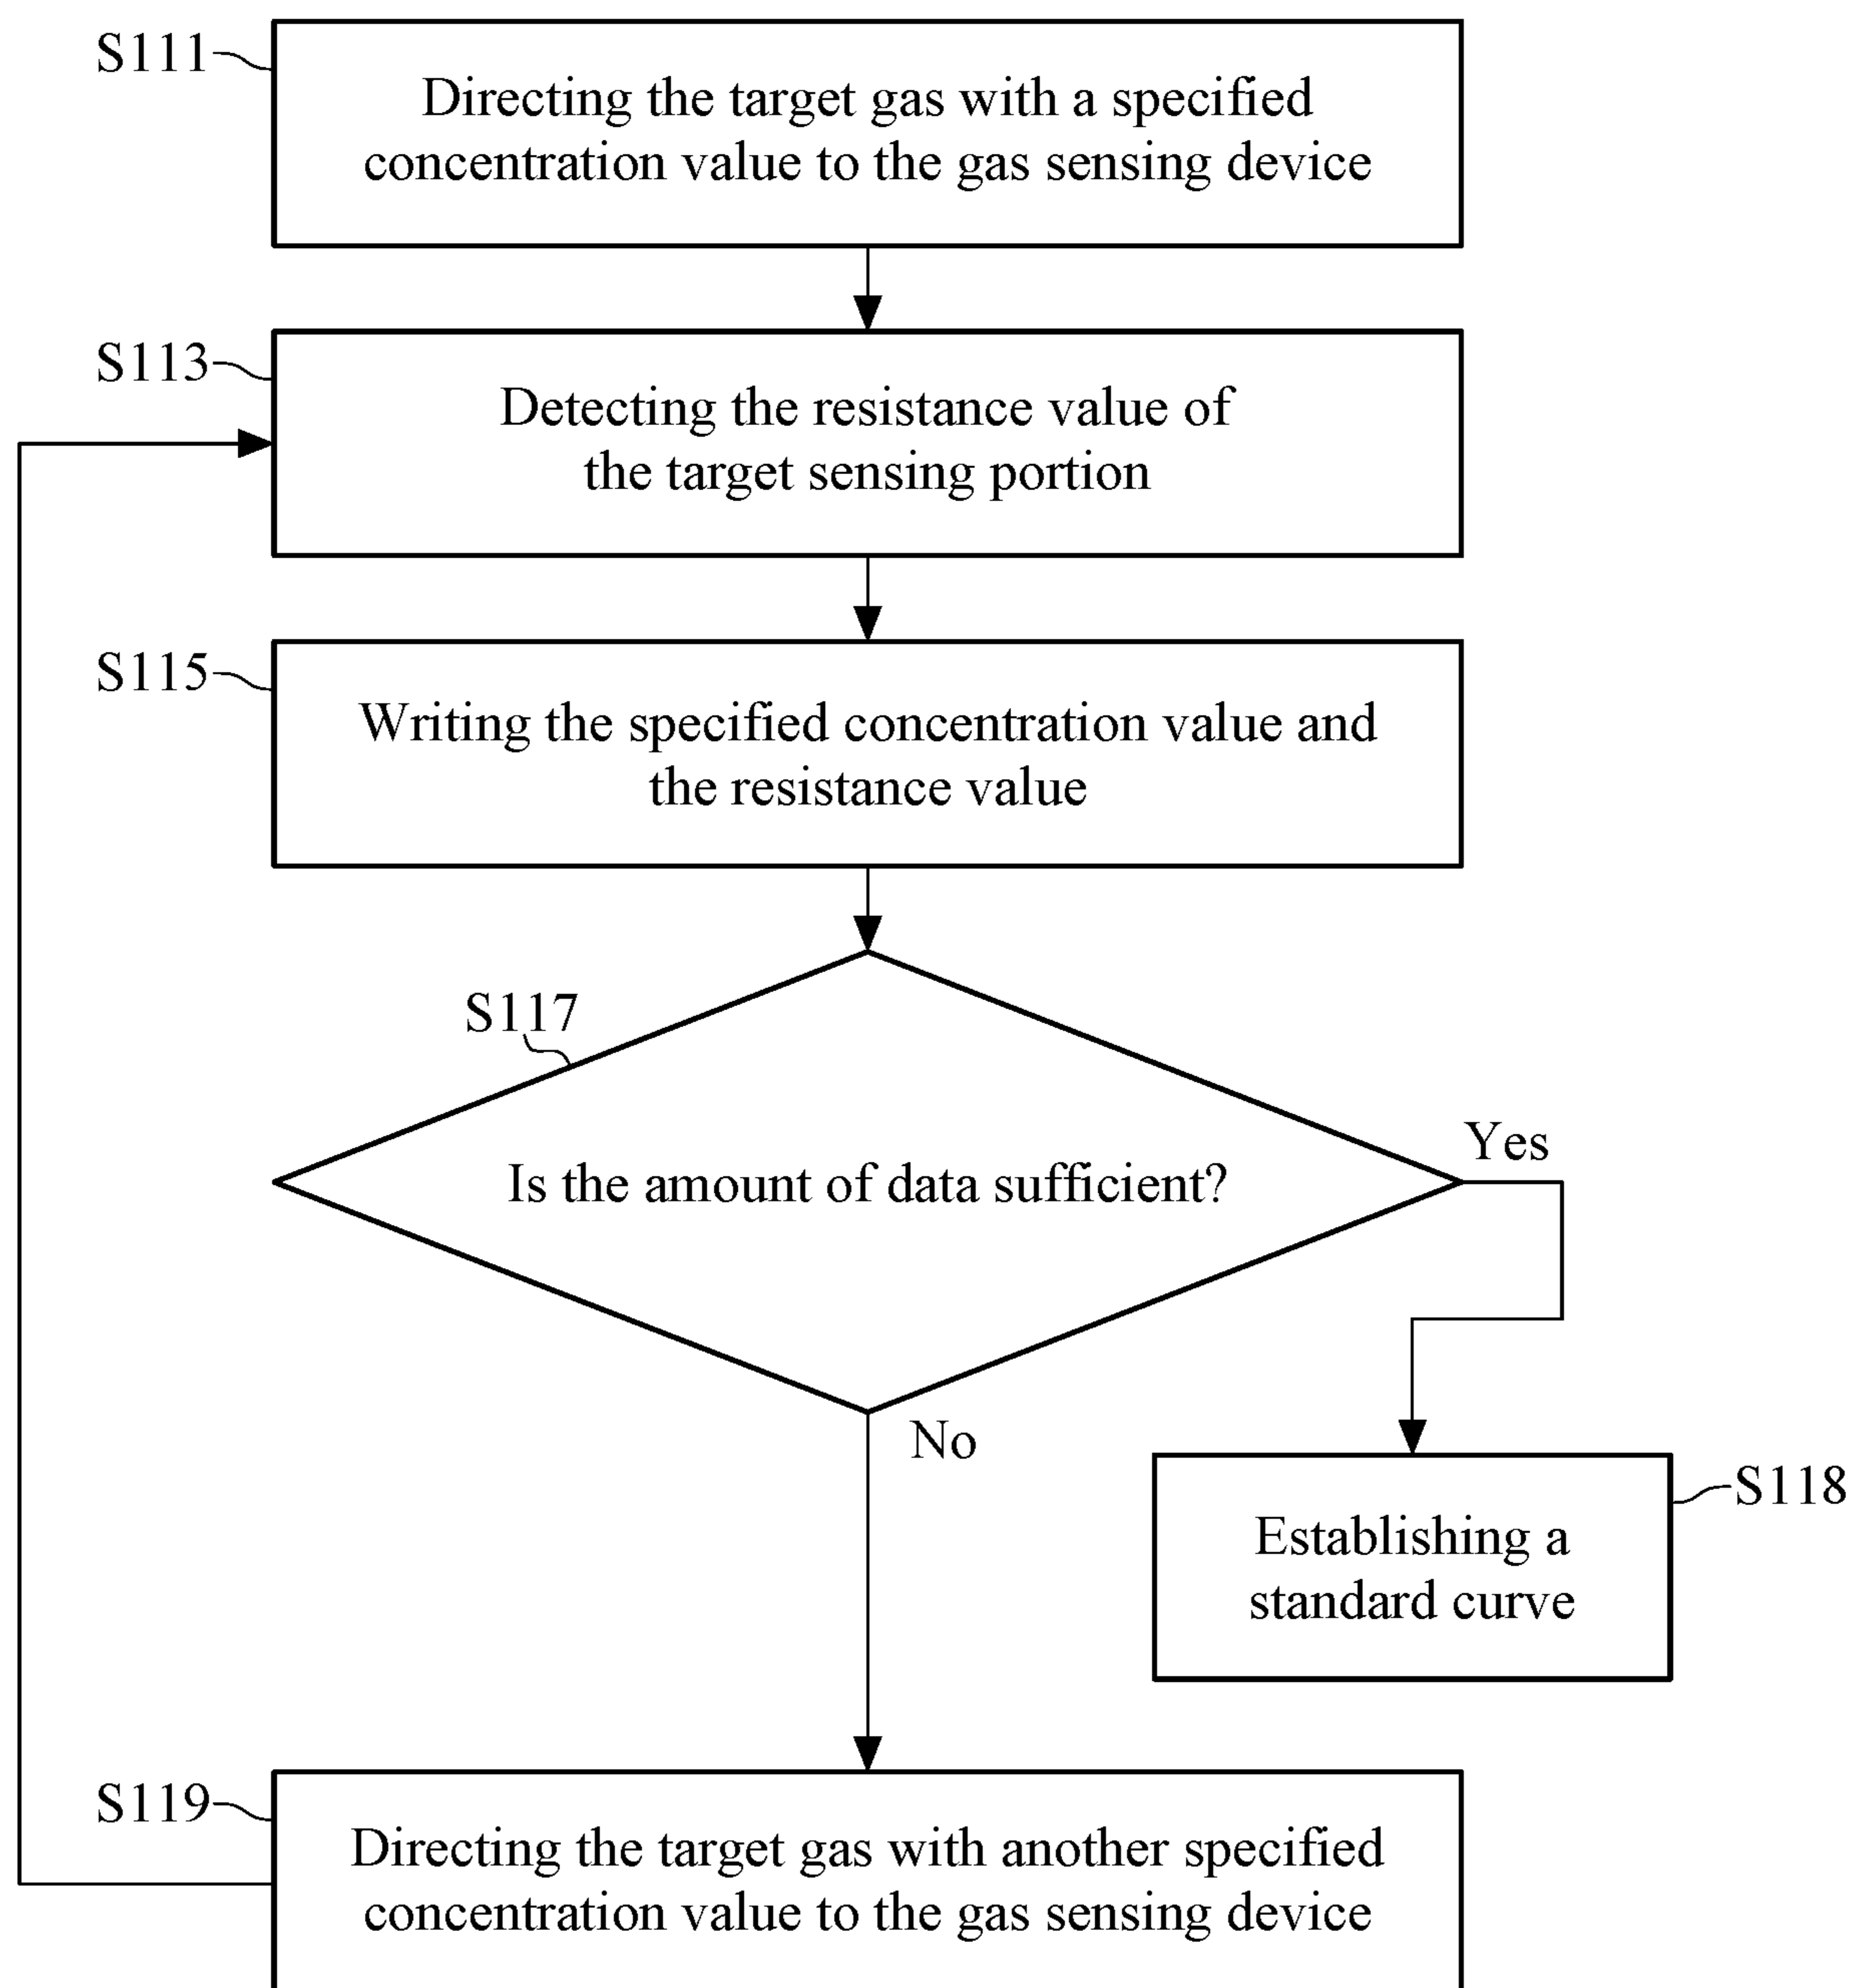 S111
Directing the target gas with a specified
concentration value to the gas sensing device
S113
Detecting the resistance value of
the target sensing portion
S115
Writing the specified concentration value and
the resistance value
S117
Is the amount of data sufficient?
Yes
No
S118
Establishing a
standard curve
S119
Directing the target gas with another specified
concentration value to the gas sensing device